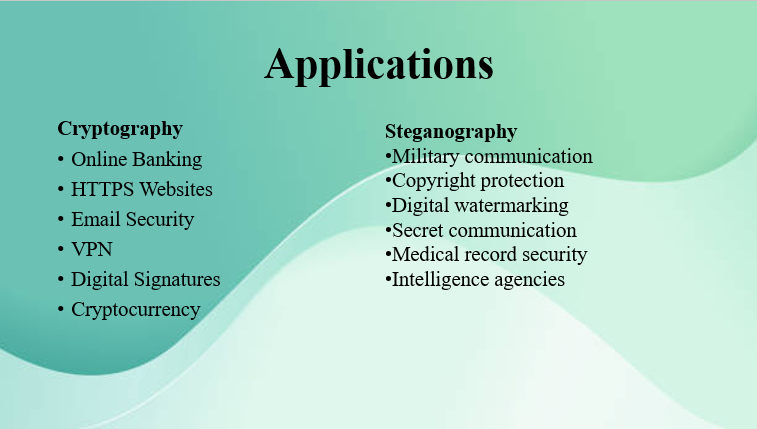 Applications
Cryptography
• Online Banking
• HTTPS Websites
• Email Security
• VPN
• Digital Signatures
• Cryptocurrency
Steganography
•Military communication
•Copyright protection
•Digital watermarking
•Secret communication
•Medical record security
•Intelligence agencies